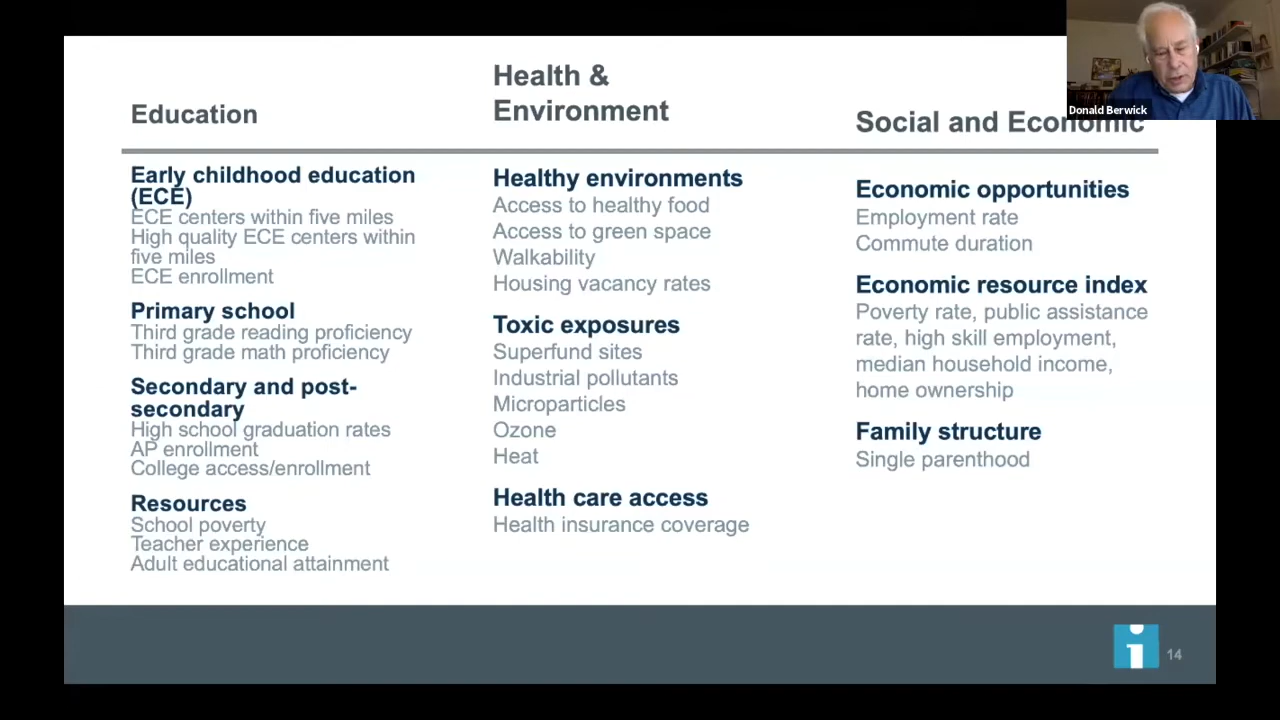 Education
Health &
Environment
Social and Economic
Early childhood education
(ECE)
ECE centers within five miles
High quality ECE centers within
five miles
ECE enrollment
Primary school
Third grade reading proficiency
Third grade math proficiency
Secondary and post-
secondary
High school graduation rates
AP enrollment
College access/enrollment
Resources
School poverty
Teacher experience
Adult educational attainment
Healthy environments
Access to healthy food
Access to green space
Walkability
Housing vacancy rates
Toxic exposures
Superfund sites
Industrial pollutants
Microparticles
Ozone
Heat
Health care access
Health insurance coverage
Economic opportunities
Employment rate
Commute duration
Economic resource index
Poverty rate, public assistance
rate, high skill employment,
median household income,
home ownership
Family structure
Single parenthood
Donald Berwick
i
14